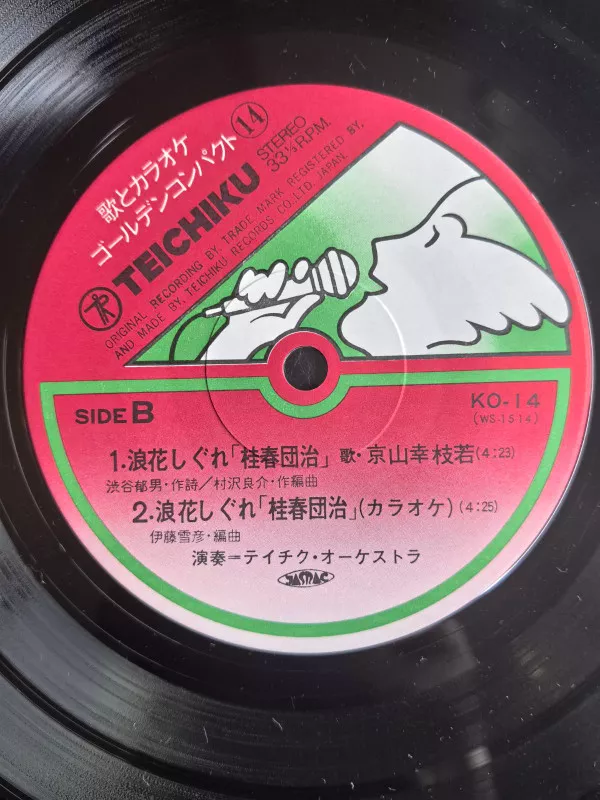 歌とカラオケ
ゴールデンコンパクト 14
TEICHIKU
STEREO
33⅓R.P.M.
ORIGINAL RECORDING BY. TRADE MARK REGISTERED BY.
AND MADE BY. TEICHIKU RECORDS CO. LTD. JAPAN.
SIDE B
KO-14
(WS-1514)
1.浪花しぐれ「桂春団治」 歌・京山幸枝若(4:23)
渋谷郁男・作詩/村沢良介・作編曲
2.浪花しぐれ「桂春団治」(カラオケ)(4:25)
伊藤雪彦・編曲
演奏=テイチク・オーケストラ
JASRAC